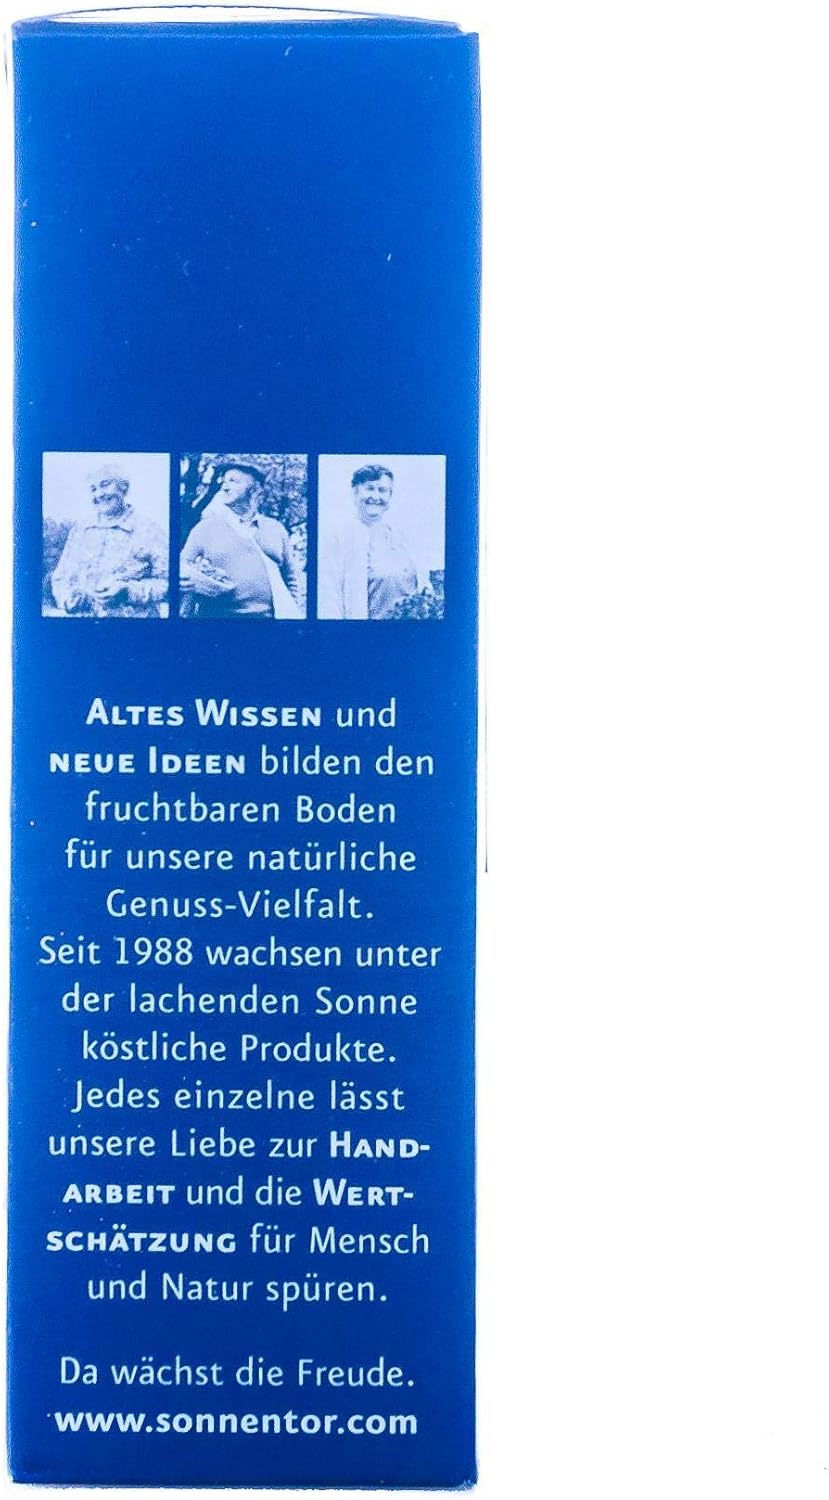 ALTES WISSEN und
NEUE IDEEN bilden den
fruchtbaren Boden
für unsere natürliche
Genuss-Vielfalt.
Seit 1988 wachsen unter
der lachenden Sonne
köstliche Produkte.
Jedes einzelne lässt
unsere Liebe zur HAND-
ARBEIT und die WERT-
SCHÄTZUNG für Mensch
und Natur spüren.
Da wächst die Freude.
www.sonnentor.com